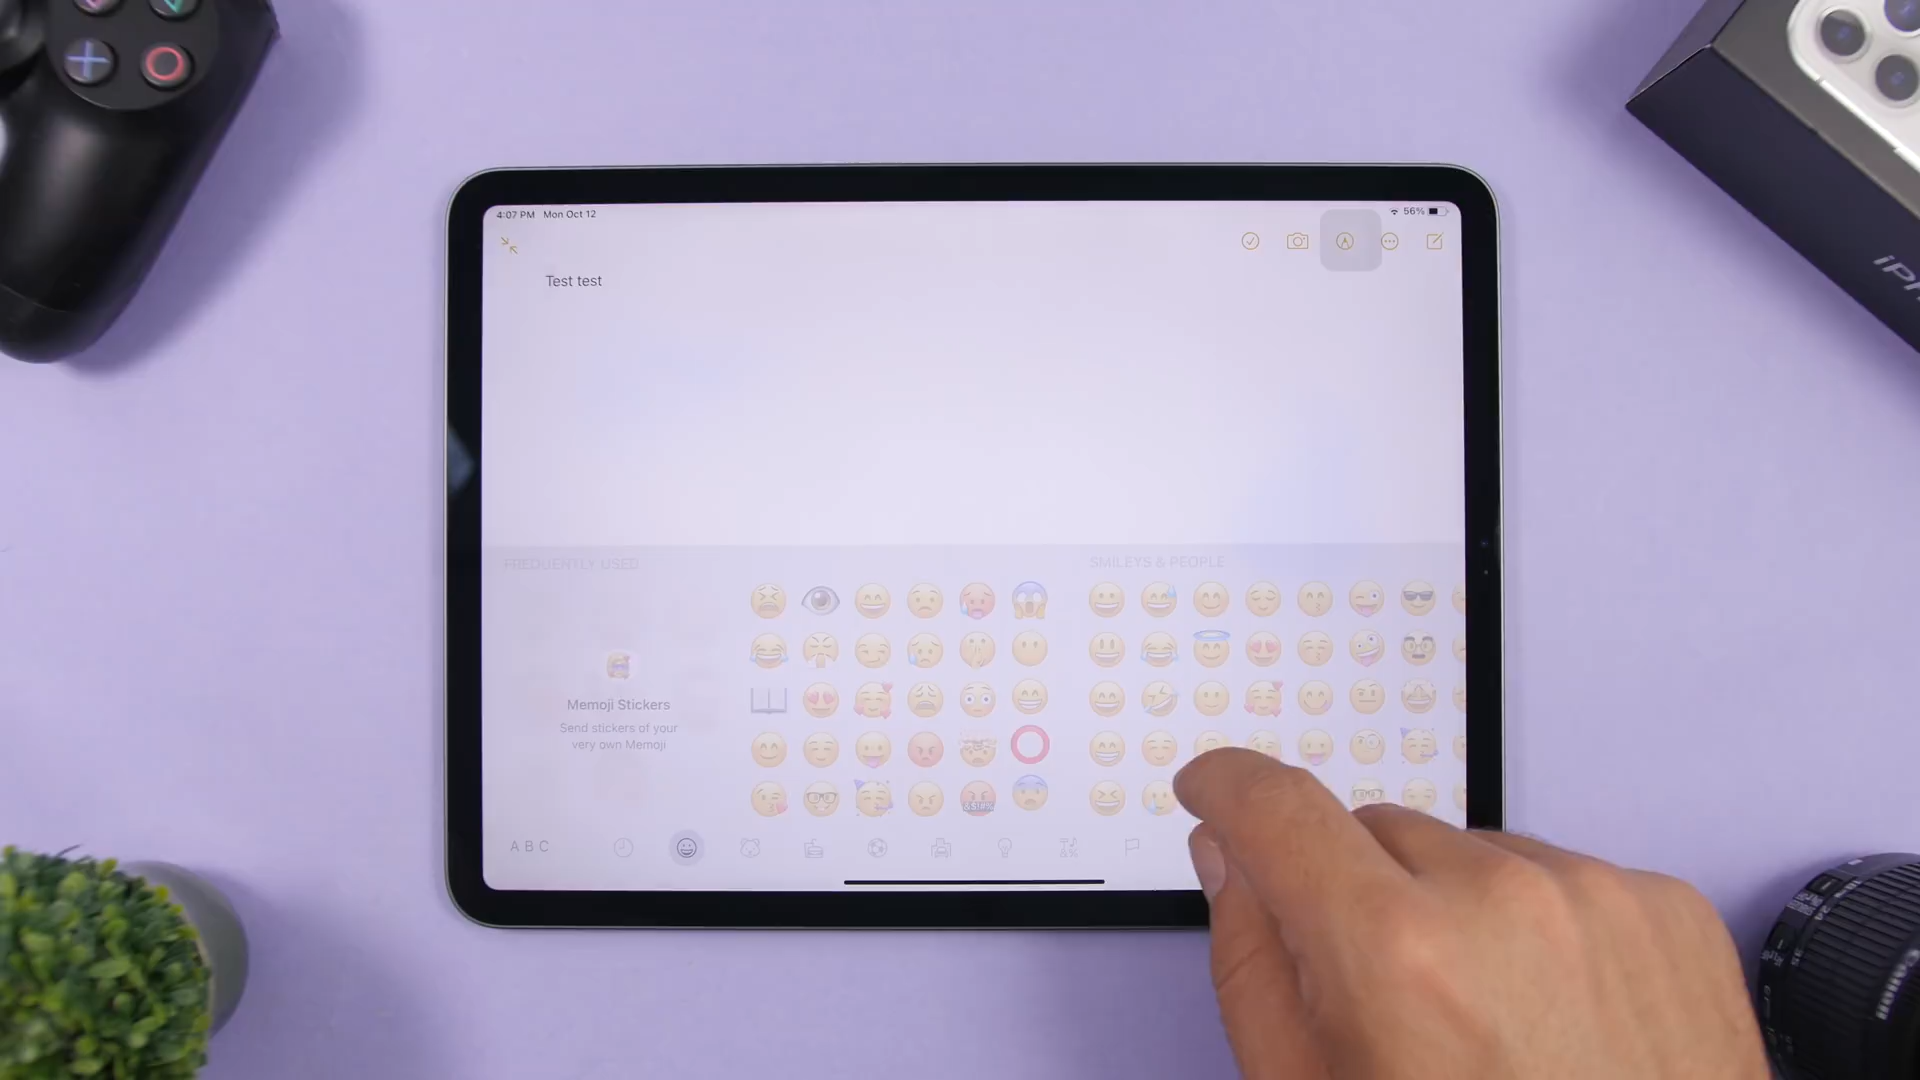 4:07 PM Mon Oct 12
56%
Test test
FREQUENTLY USED
SMILEYS & PEOPLE
Memoji Stickers
Send stickers of your
very own Memoji
ABC
Canon